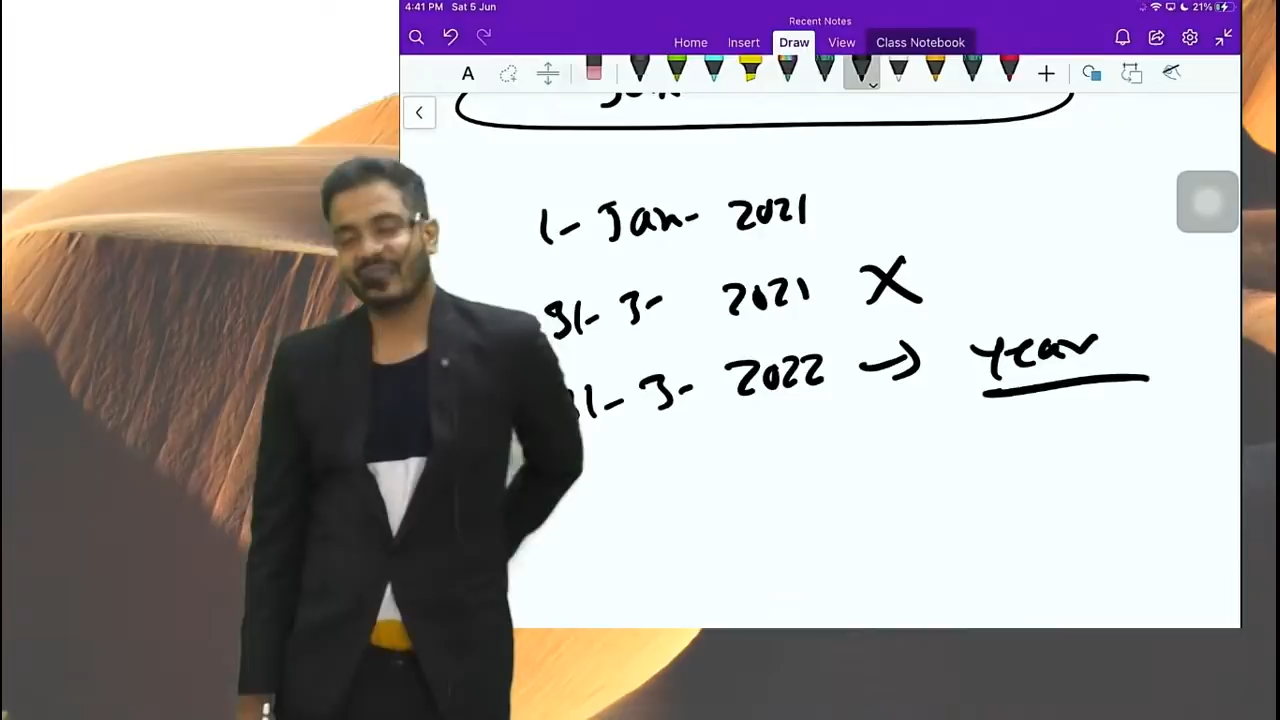 4:41 PM Sat 5 Jun 21%
Recent Notes
Home Insert Draw View Class Notebook
A
1- Jan- 2021
31- 3- 2021 X
31- 3- 2022 → year